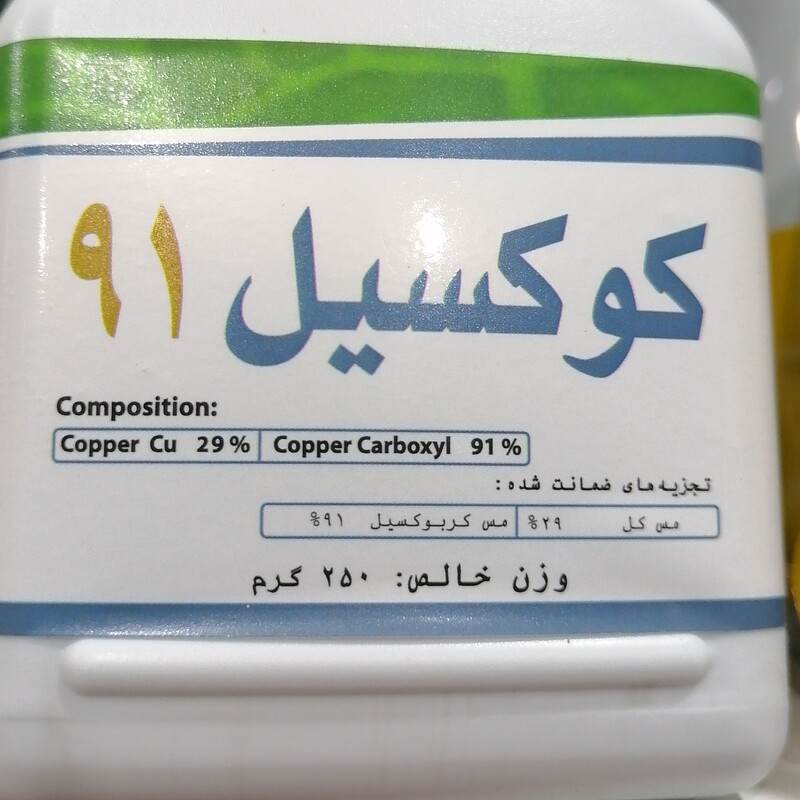 کوکسیل ۹۱
Composition:
Copper Cu 29% Copper Carboxyl 91%
تجزیه‌های ضمانت شده:
مس کل ۲۹% مس کربوکسیل ۹۱%
وزن خالص: ۲۵۰ گرم